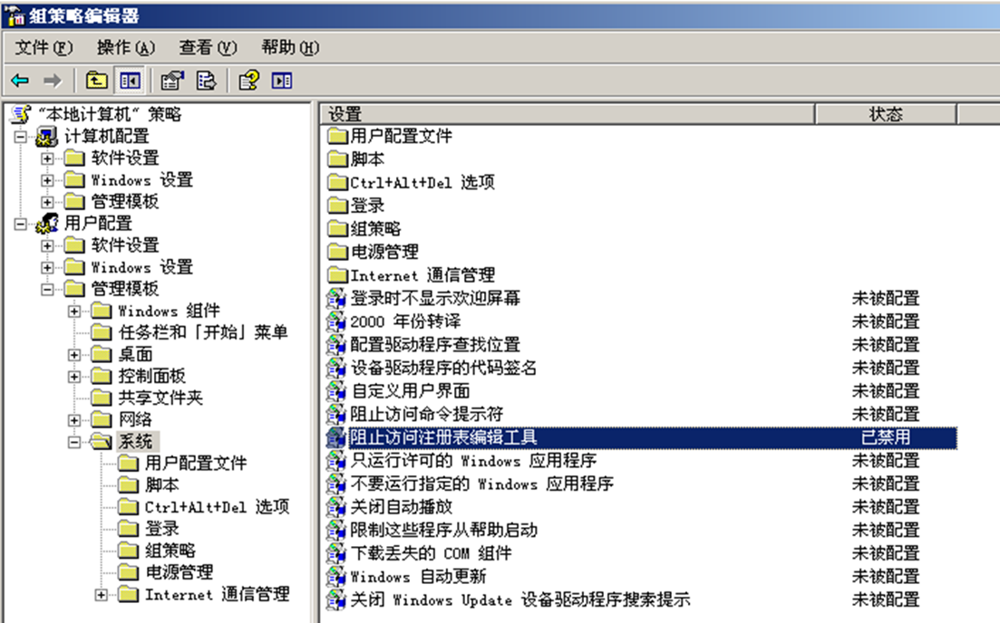 组策略编辑器
文件(F) 操作(A) 查看(V) 帮助(H)
“本地计算机” 策略
计算机配置
软件设置
Windows 设置
管理模板
用户配置
软件设置
Windows 设置
管理模板
Windows 组件
任务栏和「开始」菜单
桌面
控制面板
共享文件夹
网络
系统
用户配置文件
脚本
Ctrl+Alt+Del 选项
登录
组策略
电源管理
Internet 通信管理
设置 状态
用户配置文件
脚本
Ctrl+Alt+Del 选项
登录
组策略
电源管理
Internet 通信管理
登录时不显示欢迎屏幕 未被配置
2000 年份转译 未被配置
配置驱动程序查找位置 未被配置
设备驱动程序的代码签名 未被配置
自定义用户界面 未被配置
阻止访问命令提示符 未被配置
阻止访问注册表编辑工具 已禁用
只运行许可的 Windows 应用程序 未被配置
不要运行指定的 Windows 应用程序 未被配置
关闭自动播放 未被配置
限制这些程序从帮助启动 未被配置
下载丢失的 COM 组件 未被配置
Windows 自动更新 未被配置
关闭 Windows Update 设备驱动程序搜索提示 未被配置